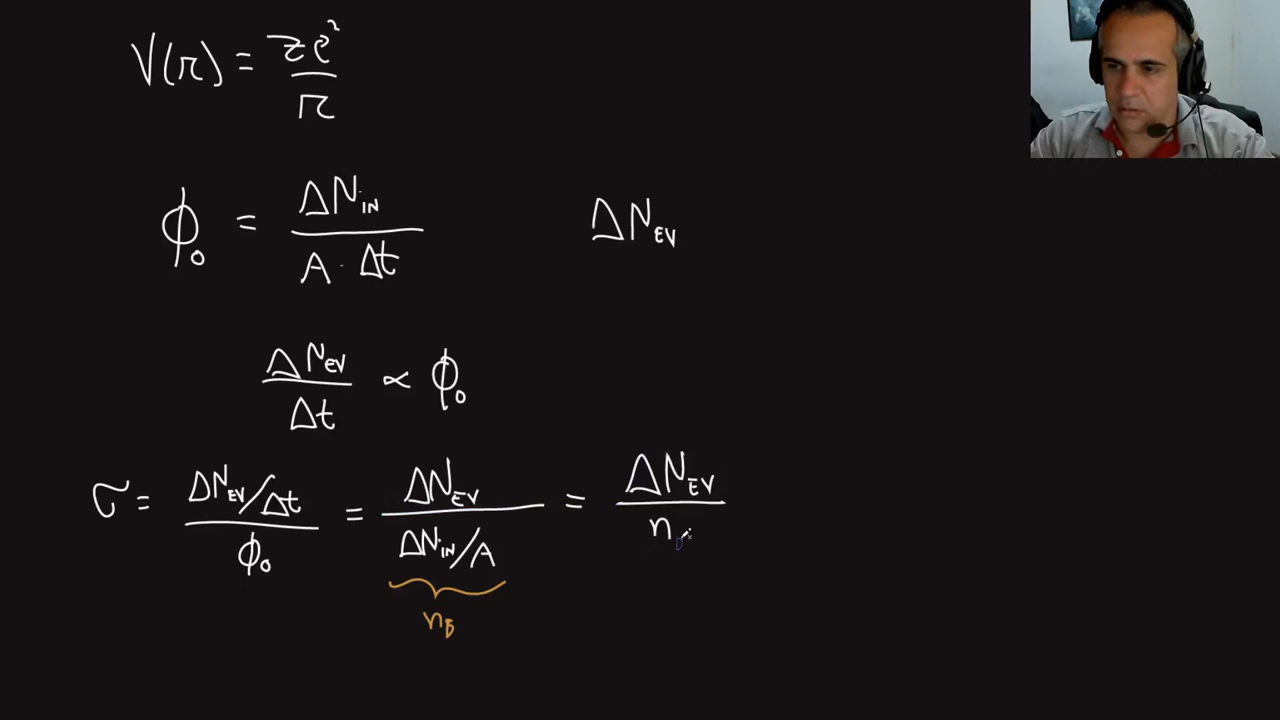 V(r) = ze²/r
ϕ₀ = ΔN_IN / A · Δt    ΔN_EV
ΔN_EV / Δt ∝ ϕ₀
σ = (ΔN_EV/Δt) / ϕ₀ = ΔN_EV / (ΔN_IN/A) = ΔN_EV / n
n_B